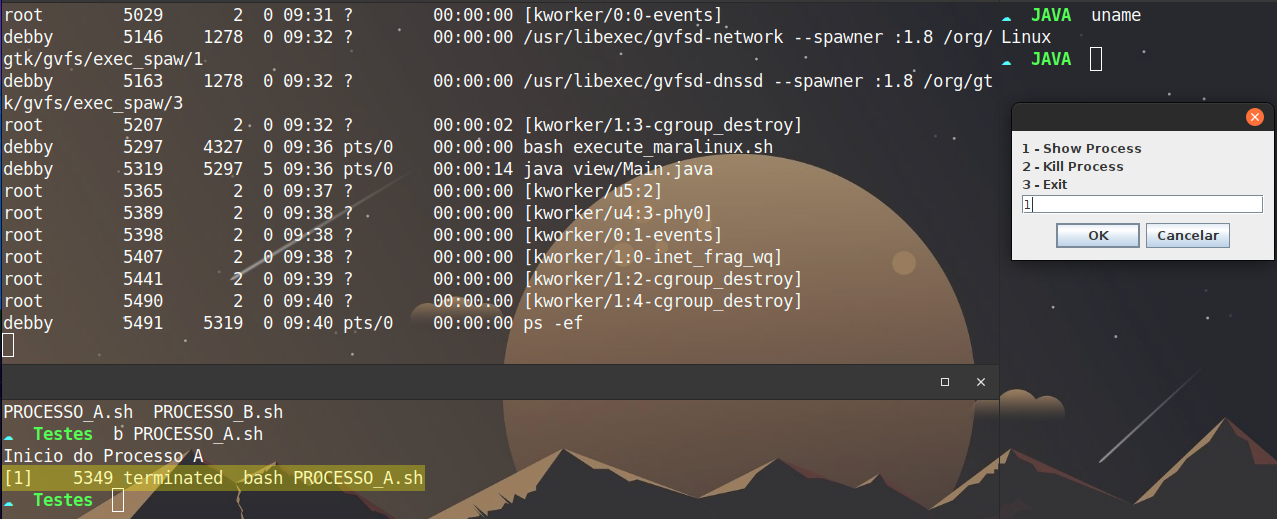 root        5029       2  0 09:31 ?        00:00:00 [kworker/0:0-events]
debby       5146    1278  0 09:32 ?        00:00:00 /usr/libexec/gvfsd-network --spawner :1.8 /org/
gtk/gvfs/exec_spaw/1
debby       5163    1278  0 09:32 ?        00:00:00 /usr/libexec/gvfsd-dnssd --spawner :1.8 /org/gt
k/gvfs/exec_spaw/3
root        5207       2  0 09:32 ?        00:00:02 [kworker/1:3-cgroup_destroy]
debby       5297    4327  0 09:36 pts/0    00:00:00 bash execute_maralinux.sh
debby       5319    5297  5 09:36 pts/0    00:00:14 java view/Main.java
root        5365       2  0 09:37 ?        00:00:00 [kworker/u5:2]
root        5389       2  0 09:38 ?        00:00:00 [kworker/u4:3-phy0]
root        5398       2  0 09:38 ?        00:00:00 [kworker/0:1-events]
root        5407       2  0 09:38 ?        00:00:00 [kworker/1:0-inet_frag_wq]
root        5441       2  0 09:39 ?        00:00:00 [kworker/1:2-cgroup_destroy]
root        5490       2  0 09:40 ?        00:00:00 [kworker/1:4-cgroup_destroy]
debby       5491    5319  0 09:40 pts/0    00:00:00 ps -ef
PROCESSO_A.sh  PROCESSO_B.sh
Testes  b PROCESSO_A.sh
Inicio do Processo A
[1]    5349 terminated  bash PROCESSO_A.sh
Testes
JAVA  uname
Linux
JAVA
1 - Show Process
2 - Kill Process
3 - Exit
1
OK
Cancelar